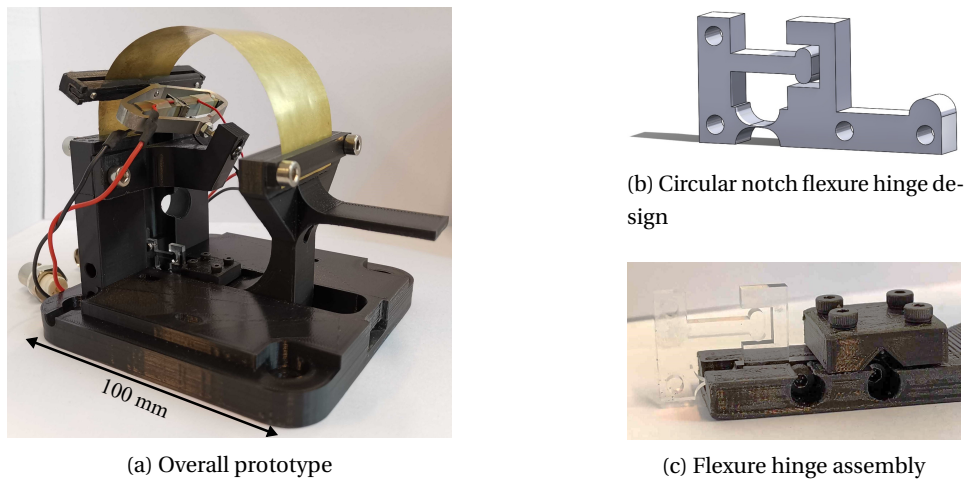 100 mm
(a) Overall prototype
(b) Circular notch flexure hinge de-
sign
(c) Flexure hinge assembly